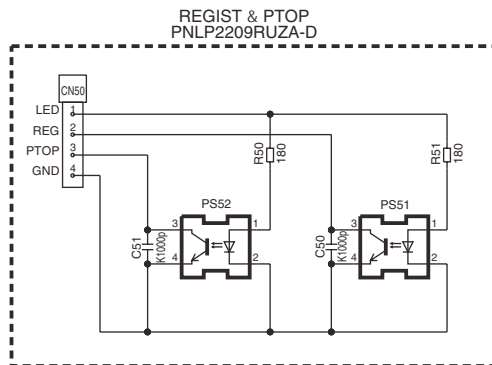 REGIST & PTOP
PNLP2209RUZA-D
CN50
LED 1
REG 2
PTOP 3
GND 4
R50
180
R51
180
PS52
PS51
3
1
4
2
C51
K1000p
3
1
4
2
C50
K1000p